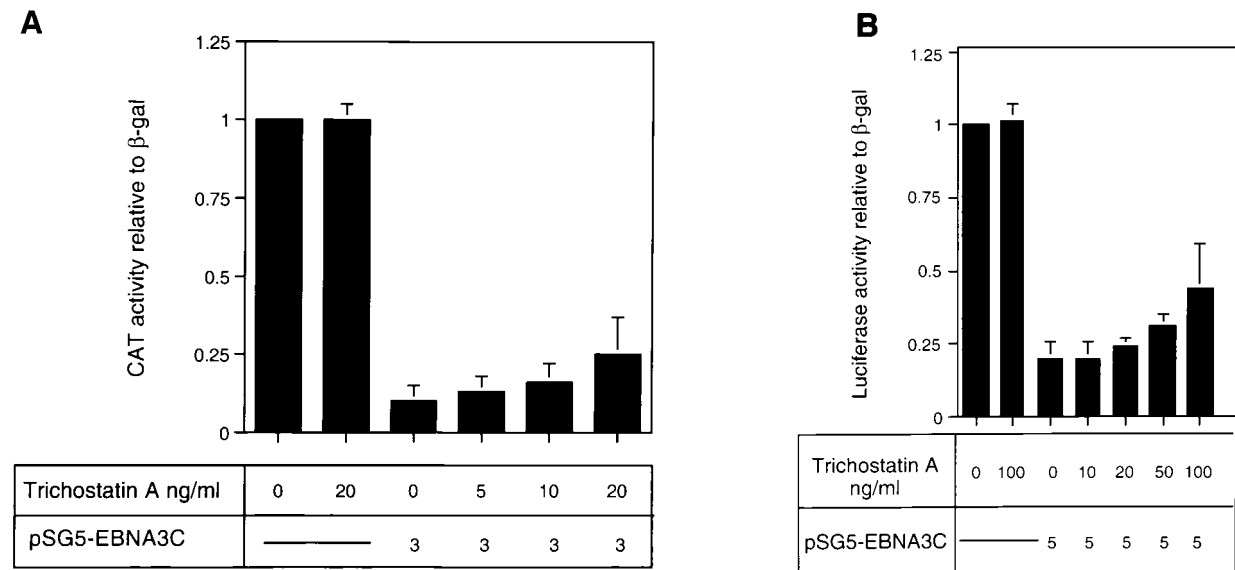 A
1.25
1
0.75
0.5
0.25
0
CAT activity relative to β-gal
Trichostatin A ng/ml 0 20 0 5 10 20
pSG5-EBNA3C 3 3 3 3
B
1.25
1
0.75
0.5
0.25
0
Luciferase activity relative to β-gal
Trichostatin A
ng/ml
0 100 0 10 20 50 100
pSG5-EBNA3C 5 5 5 5 5